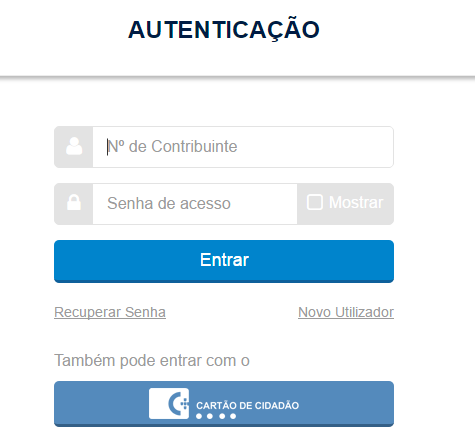 AUTENTICAÇÃO
Nº de Contribuinte
Senha de acesso Mostrar
Entrar
Recuperar Senha Novo Utilizador
Também pode entrar com o
CARTÃO DE CIDADÃO